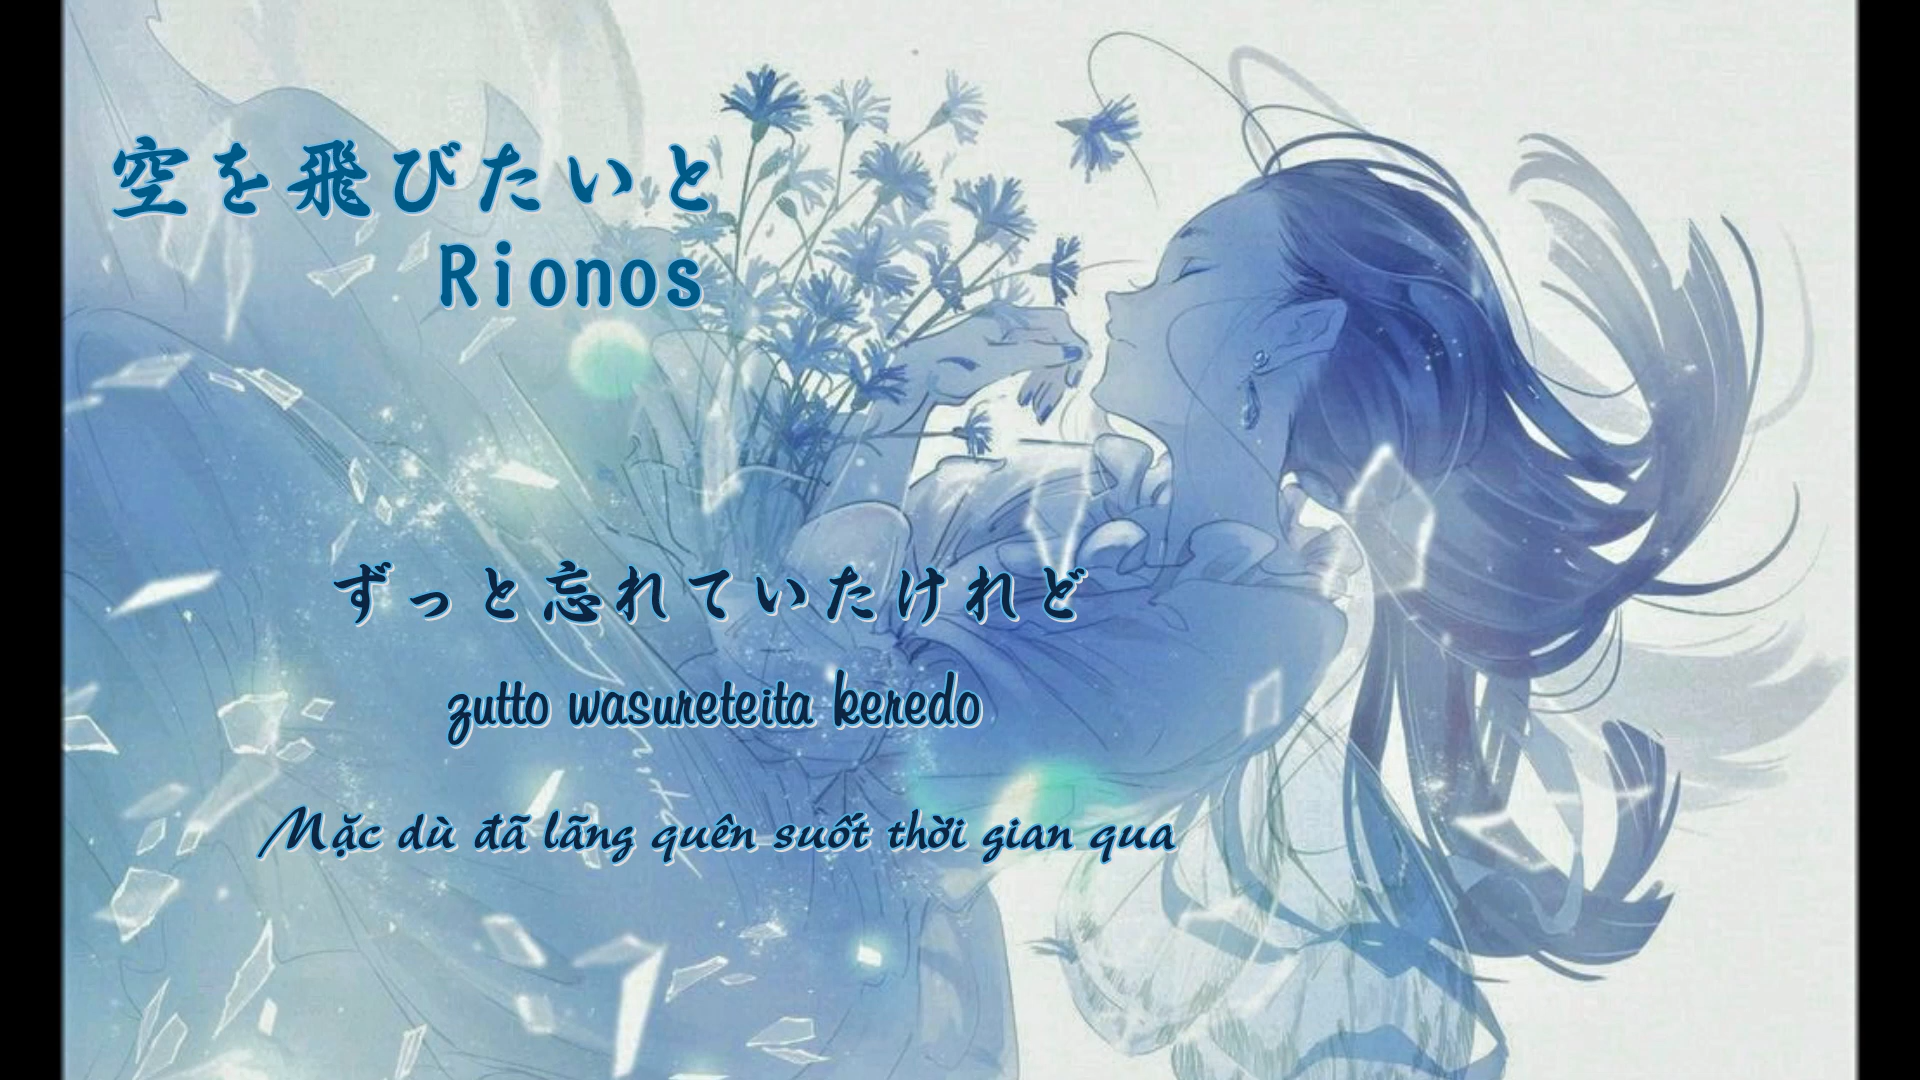 空を飛びたいと
Rionos
ずっと忘れていたけれど
zutto wasureteita keredo
Mặc dù đã lãng quên suốt thời gian qua